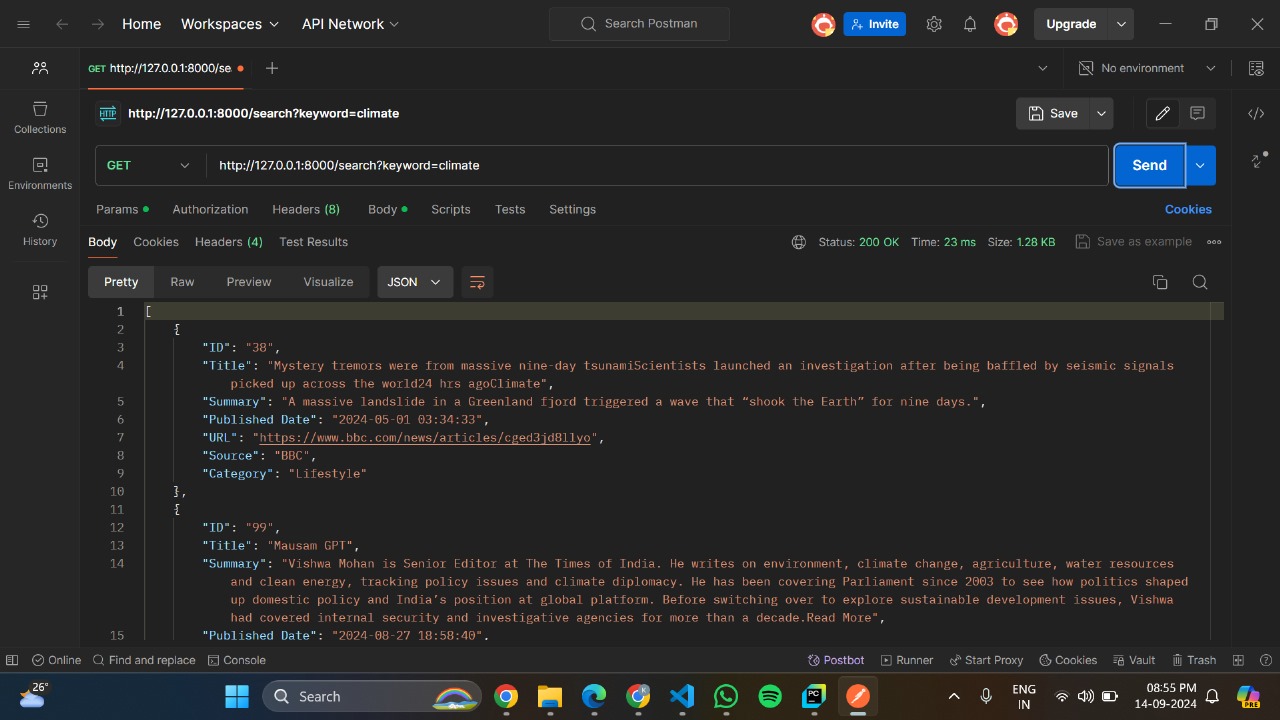 Home Workspaces API Network Search Postman Invite Upgrade
GET http://127.0.0.1:8000/se No environment
HTTP http://127.0.0.1:8000/search?keyword=climate Save
GET http://127.0.0.1:8000/search?keyword=climate Send
Collections
Environments
History
Params Authorization Headers (8) Body Scripts Tests Settings Cookies
Body Cookies Headers (4) Test Results Status: 200 OK Time: 23 ms Size: 1.28 KB Save as example
Pretty Raw Preview Visualize JSON
1 [
2 {
3 "ID": "38",
4 "Title": "Mystery tremors were from massive nine-day tsunamiScientists launched an investigation after being baffled by seismic signals
picked up across the world24 hrs agoClimate",
5 "Summary": "A massive landslide in a Greenland fjord triggered a wave that “shook the Earth” for nine days.",
6 "Published Date": "2024-05-01 03:34:33",
7 "URL": "https://www.bbc.com/news/articles/cged3jd8llyo",
8 "Source": "BBC",
9 "Category": "Lifestyle"
10 },
11 {
12 "ID": "99",
13 "Title": "Mausam GPT",
14 "Summary": "Vishwa Mohan is Senior Editor at The Times of India. He writes on environment, climate change, agriculture, water resources
and clean energy, tracking policy issues and climate diplomacy. He has been covering Parliament since 2003 to see how politics shaped
up domestic policy and India’s position at global platform. Before switching over to explore sustainable development issues, Vishwa
had covered internal security and investigative agencies for more than a decade.Read More",
15 "Published Date": "2024-08-27 18:58:40",
Online Find and replace Console Postbot Runner Start Proxy Cookies Vault Trash
26° Search PC ENG 08:55 PM PRE
IN 14-09-2024